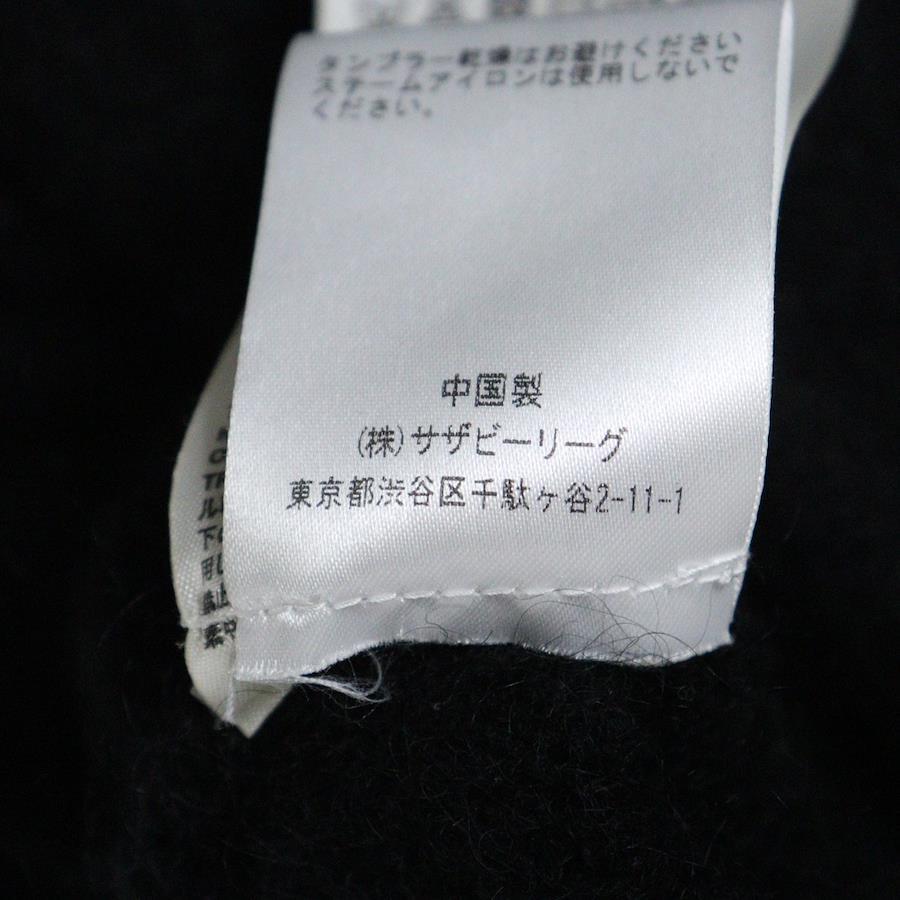 タンブラー乾燥はお避けください
スチームアイロンは使用しないで
ください。
中国製
(株)サザビーリーグ
東京都渋谷区千駄ヶ谷2-11-1